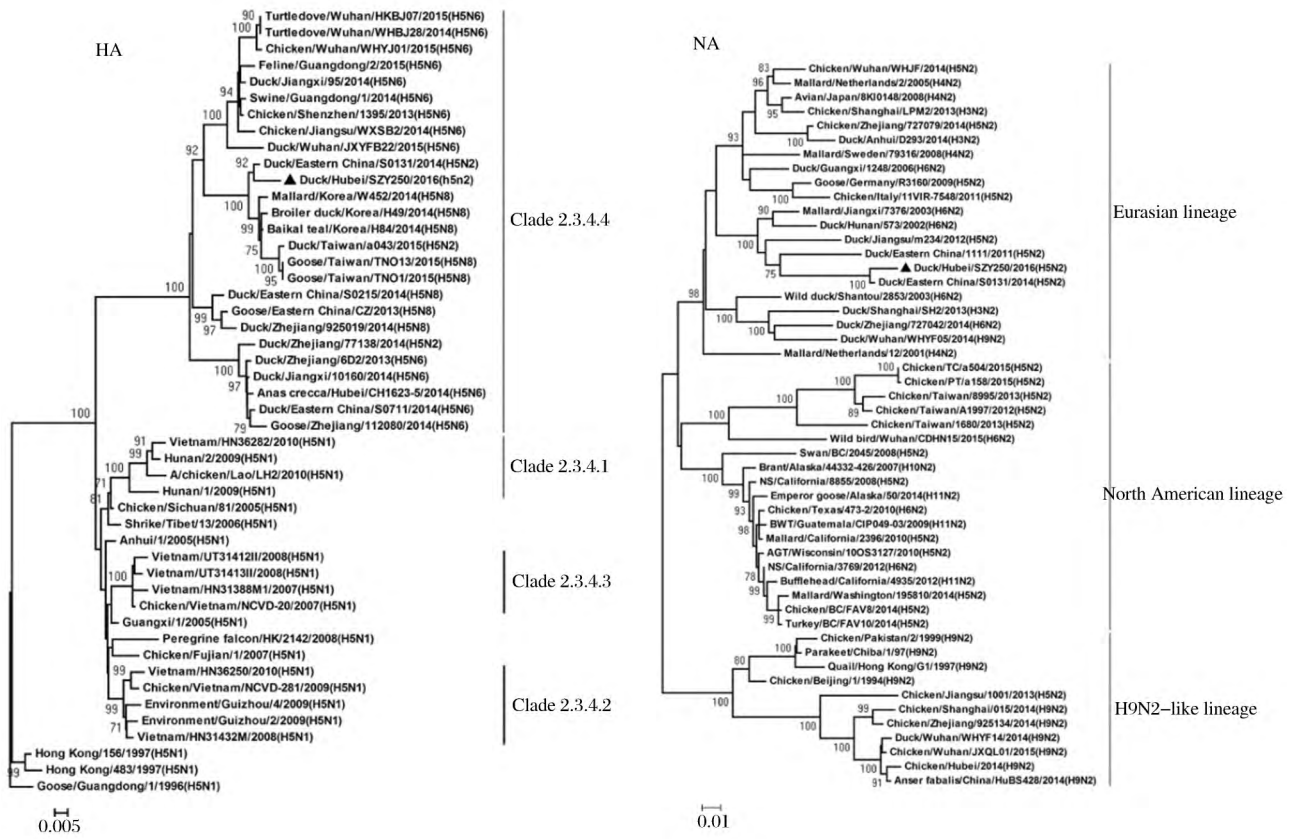 HA
90
Turtledove/Wuhan/HKBJ07/2015(H5N6)
100
Turtledove/Wuhan/WHBJ28/2014(H5N6)
Chicken/Wuhan/WHYJ01/2015(H5N6)
Feline/Guangdong/2/2015(H5N6)
Duck/Jiangxi/95/2014(H5N6)
94
Swine/Guangdong/1/2014(H5N6)
100
Chicken/Shenzhen/1395/2013(H5N6)
Chicken/Jiangsu/WXSB2/2014(H5N6)
Duck/Wuhan/JXYFB22/2015(H5N6)
92
92
Duck/Eastern China/S0131/2014(H5N2)
▲ Duck/Hubei/SZY250/2016(h5n2)
Mallard/Korea/W452/2014(H5N8)
100
Broiler duck/Korea/H49/2014(H5N8)
99
Baikal teal/Korea/H84/2014(H5N8)
75
Duck/Taiwan/a043/2015(H5N2)
100
Goose/Taiwan/TNO13/2015(H5N8)
95
Goose/Taiwan/TNO1/2015(H5N8)
100
Duck/Eastern China/S0215/2014(H5N8)
99
Goose/Eastern China/CZ/2013(H5N8)
97
Duck/Zhejiang/925019/2014(H5N8)
Duck/Zhejiang/77138/2014(H5N2)
Duck/Zhejiang/6D2/2013(H5N6)
100
Duck/Jiangxi/10160/2014(H5N6)
97
Anas crecca/Hubei/CH1623-5/2014(H5N6)
Duck/Eastern China/S0711/2014(H5N6)
79
Goose/Zhejiang/112080/2014(H5N6)
Clade 2.3.4.4
100
91
Vietnam/HN36282/2010(H5N1)
99
Hunan/2/2009(H5N1)
100
A/chicken/Lao/LH2/2010(H5N1)
71
Hunan/1/2009(H5N1)
Clade 2.3.4.1
81
Chicken/Sichuan/81/2005(H5N1)
Shrike/Tibet/13/2006(H5N1)
Anhui/1/2005(H5N1)
Vietnam/UT31412II/2008(H5N1)
100
Vietnam/UT31413II/2008(H5N1)
Vietnam/HN31388M1/2007(H5N1)
Chicken/Vietnam/NCVD-20/2007(H5N1)
Clade 2.3.4.3
Guangxi/1/2005(H5N1)
Peregrine falcon/HK/2142/2008(H5N1)
Chicken/Fujian/1/2007(H5N1)
99
Vietnam/HN36250/2010(H5N1)
Chicken/Vietnam/NCVD-281/2009(H5N1)
99
Environment/Guizhou/4/2009(H5N1)
71
Environment/Guizhou/2/2009(H5N1)
Vietnam/HN31432M/2008(H5N1)
Clade 2.3.4.2
Hong Kong/156/1997(H5N1)
99
Hong Kong/483/1997(H5N1)
Goose/Guangdong/1/1996(H5N1)
0.005
NA
83
Chicken/Wuhan/WHJF/2014(H5N2)
96
Mallard/Netherlands/2/2005(H4N2)
Avian/Japan/8KI0148/2008(H4N2)
95
Chicken/Shanghai/LPM2/2013(H3N2)
Chicken/Zhejiang/727079/2014(H5N2)
93
100
Duck/Anhui/D293/2014(H3N2)
Mallard/Sweden/79316/2008(H4N2)
Duck/Guangxi/1248/2006(H6N2)
Goose/Germany/R3160/2009(H5N2)
100
Chicken/Italy/11VIR-7548/2011(H5N2)
90
Mallard/Jiangxi/7376/2003(H6N2)
Duck/Hunan/573/2002(H6N2)
100
Duck/Jiangsu/m234/2012(H5N2)
Duck/Eastern China/1111/2011(H5N2)
75
▲ Duck/Hubei/SZY250/2016(H5N2)
100
Duck/Eastern China/S0131/2014(H5N2)
98
Wild duck/Shantou/2853/2003(H6N2)
100
Duck/Shanghai/SH2/2013(H3N2)
Duck/Zhejiang/727042/2014(H6N2)
100
Duck/Wuhan/WHYF05/2014(H9N2)
Mallard/Netherlands/12/2001(H4N2)
Eurasian lineage
100
Chicken/TC/a504/2015(H5N2)
100
Chicken/PT/a158/2015(H5N2)
100
Chicken/Taiwan/8995/2013(H5N2)
89
Chicken/Taiwan/A1997/2012(H5N2)
100
Chicken/Taiwan/1680/2013(H5N2)
Wild bird/Wuhan/CDHN15/2015(H6N2)
Swan/BC/2045/2008(H5N2)
100
Brant/Alaska/44332-426/2007(H10N2)
NS/California/8855/2008(H5N2)
99
Emperor goose/Alaska/50/2014(H11N2)
93
Chicken/Texas/473-2/2010(H6N2)
98
BWT/Guatemala/CIP049-03/2009(H11N2)
Mallard/California/2396/2010(H5N2)
AGT/Wisconsin/10OS3127/2010(H5N2)
NS/California/3769/2012(H6N2)
78
Bufflehead/California/4935/2012(H11N2)
99
Mallard/Washington/195810/2014(H5N2)
Chicken/BC/FAV8/2014(H5N2)
99
Turkey/BC/FAV10/2014(H5N2)
North American lineage
Chicken/Pakistan/2/1999(H9N2)
100
Parakeet/Chiba/1/97(H9N2)
80
Quail/Hong Kong/G1/1997(H9N2)
Chicken/Beijing/1/1994(H9N2)
100
Chicken/Jiangsu/1001/2013(H5N2)
99
Chicken/Shanghai/015/2014(H9N2)
100
Chicken/Zhejiang/925134/2014(H9N2)
Duck/Wuhan/WHYF14/2014(H9N2)
100
Chicken/Wuhan/JXQL01/2015(H9N2)
100
Chicken/Hubei/2014(H9N2)
91
Anser fabalis/China/HuBS428/2014(H9N2)
H9N2−like lineage
0.01